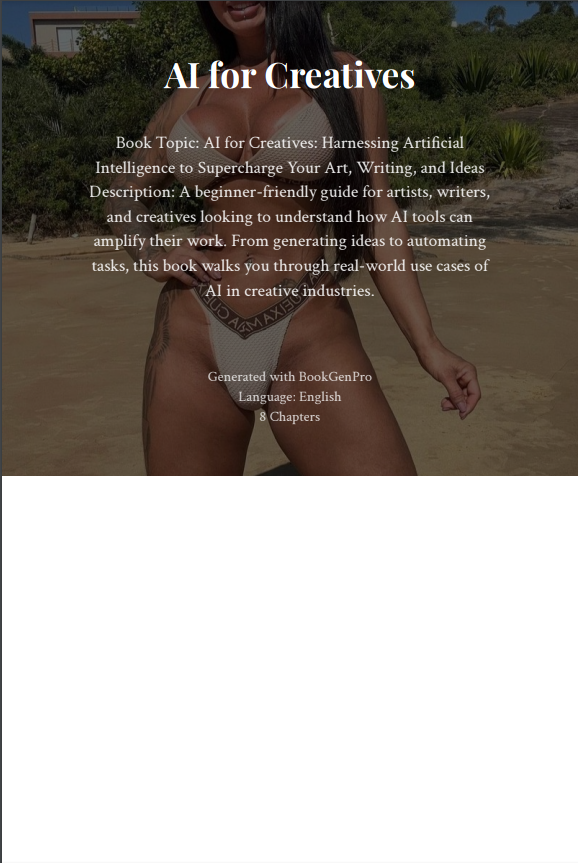 AI for Creatives
Book Topic: AI for Creatives: Harnessing Artificial
Intelligence to Supercharge Your Art, Writing, and Ideas
Description: A beginner-friendly guide for artists, writers,
and creatives looking to understand how AI tools can
amplify their work. From generating ideas to automating
tasks, this book walks you through real-world use cases of
AI in creative industries.
Generated with BookGenPro
Language: English
8 Chapters